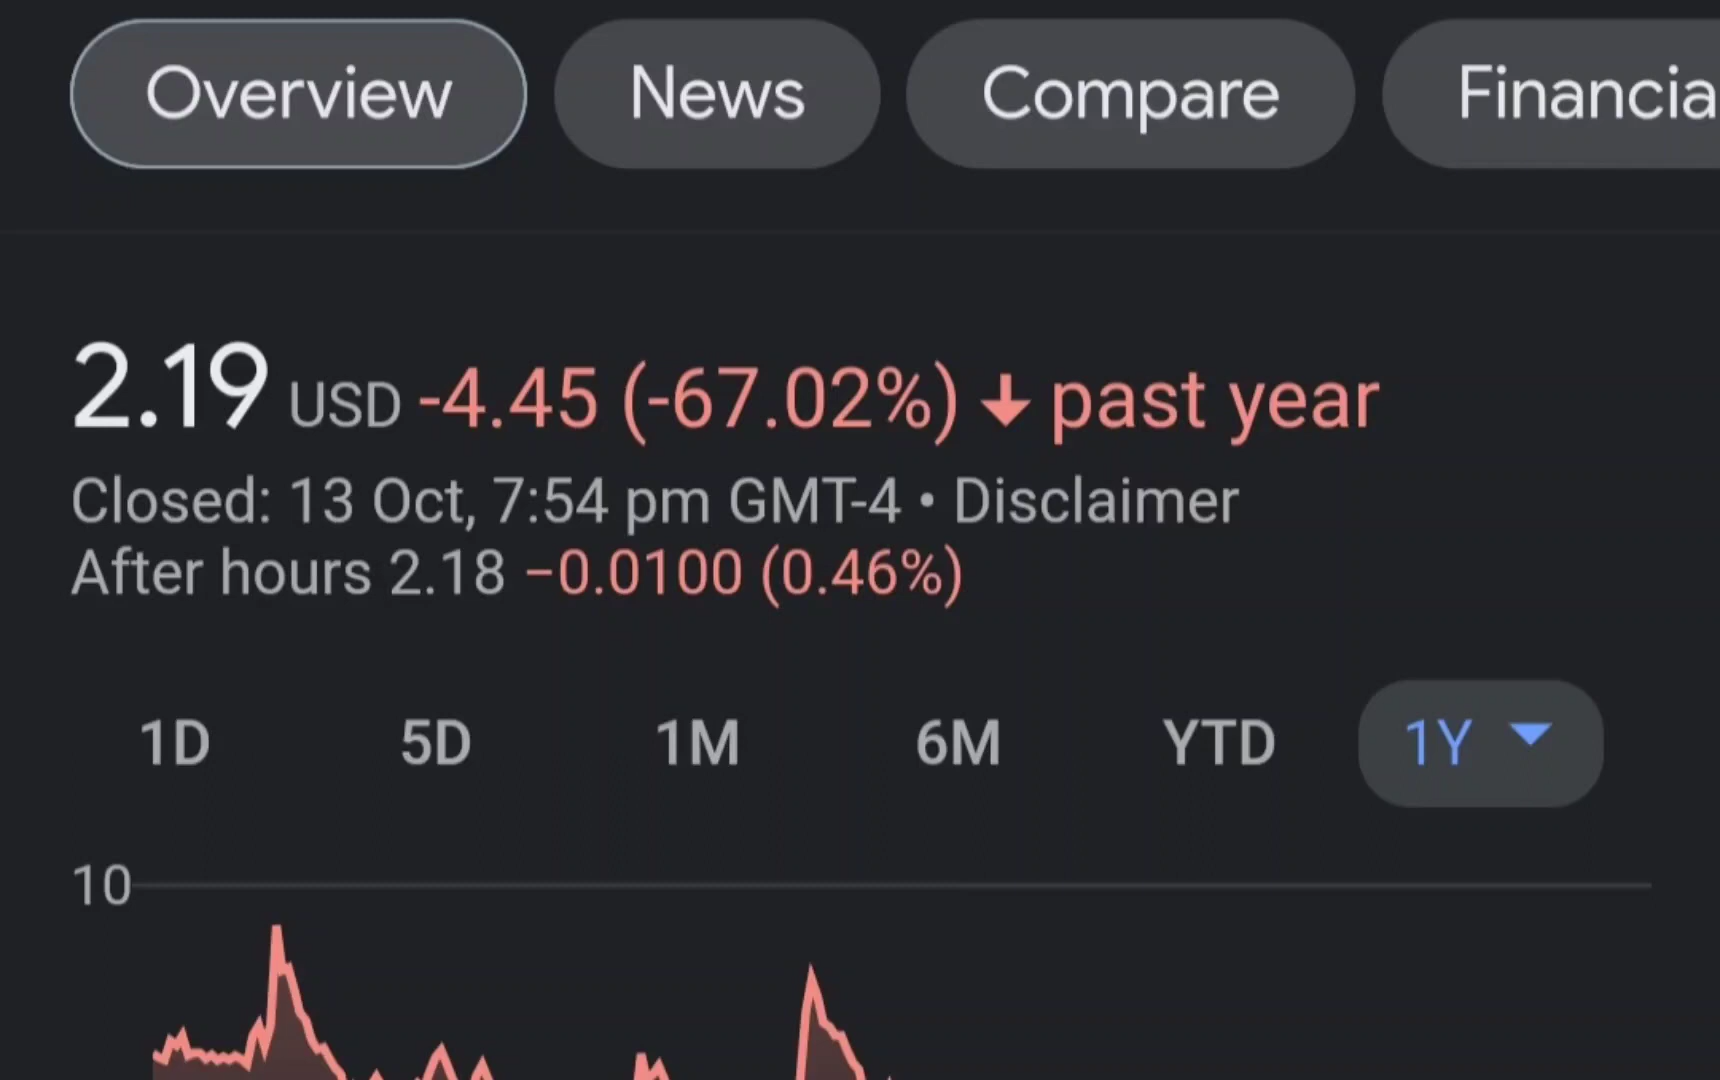 Overview News Compare Financia
2.19 USD -4.45 (-67.02%) ↓ past year
Closed: 13 Oct, 7:54 pm GMT-4 • Disclaimer
After hours 2.18 −0.0100 (0.46%)
1D 5D 1M 6M YTD 1Y
10